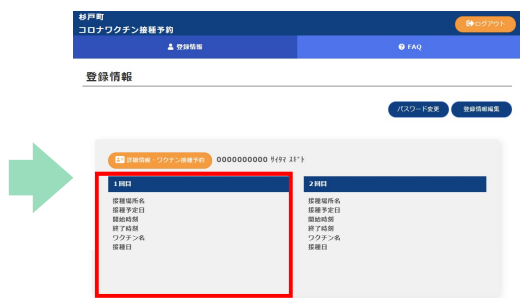 杉戸町
コロナワクチン接種予約
ログアウト
登録情報
FAQ
登録情報
パスワード変更
登録情報編集
詳細情報・ワクチン接種予約
0000000000 ｻｲﾀﾏ ｽｷﾞﾄ
1回目
接種場所名
接種予定日
開始時刻
終了時刻
ワクチン名
接種日
2回目
接種場所名
接種予定日
開始時刻
終了時刻
ワクチン名
接種日